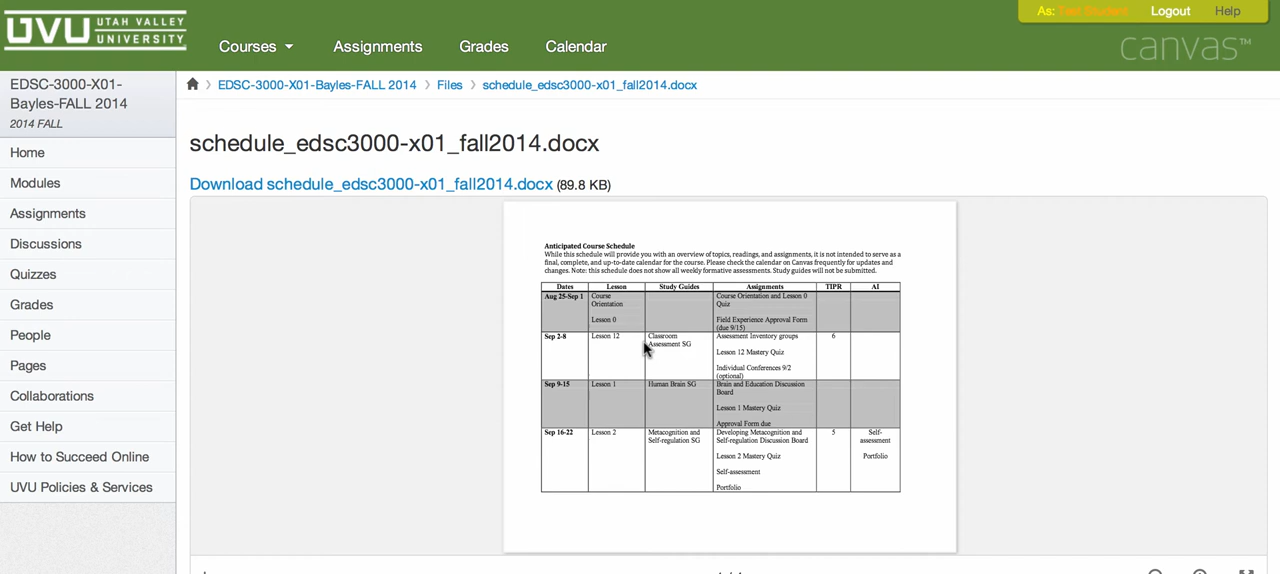 As: Test Student Logout Help
UVU UTAH VALLEY UNIVERSITY
Courses Assignments Grades Calendar
canvas™
EDSC-3000-X01-
Bayles-FALL 2014
2014 FALL
Home
Modules
Assignments
Discussions
Quizzes
Grades
People
Pages
Collaborations
Get Help
How to Succeed Online
UVU Policies & Services
EDSC-3000-X01-Bayles-FALL 2014 › Files › schedule_edsc3000-x01_fall2014.docx
schedule_edsc3000-x01_fall2014.docx
Download schedule_edsc3000-x01_fall2014.docx (89.8 KB)
Anticipated Course Schedule
While this schedule will provide you with an overview of topics, readings, and assignments, it is not intended to serve as a
final, complete, and up-to-date calendar for the course. Please check the calendar on Canvas frequently for updates and
changes. Note: this schedule does not show all weekly formative assessments. Study guides will not be submitted.
Dates Lesson Study Guides Assignments TIPR AI
Aug 25-Sep 1 Course Course Orientation and Lesson 0
Orientation Quiz
Lesson 0 Field Experience Approval Form
(due 9/15)
Sep 2-8 Lesson 12 Classroom Assessment Inventory groups 6
Assessment SG
Lesson 12 Mastery Quiz
Individual Conferences 9/2
(optional)
Sep 9-15 Lesson 1 Human Brain SG Brain and Education Discussion
Board
Lesson 1 Mastery Quiz
Approval Form due
Sep 16-22 Lesson 2 Metacognition and Developing Metacognition and 5 Self-
Self-regulation SG Self-regulation Discussion Board assessment
Lesson 2 Mastery Quiz Portfolio
Self-assessment
Portfolio